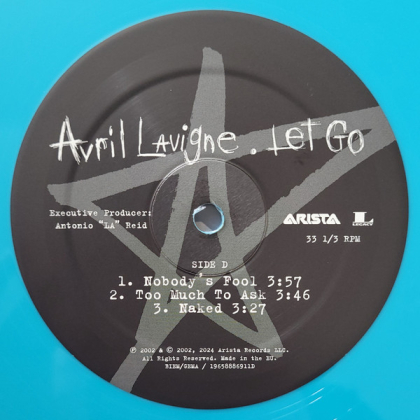 Avril Lavigne . Let Go
Executive Producer:
Antonio "LA" Reid
ARISTA
LEGACY
33 1/3 RPM
SIDE D
1. Nobody's Fool 3:57
2. Too Much To Ask 3:46
3. Naked 3:27
℗ 2002 & © 2002, 2024 Arista Records LLC.
All Rights Reserved. Made in the EU.
BIEM/GEMA / 19658886911D